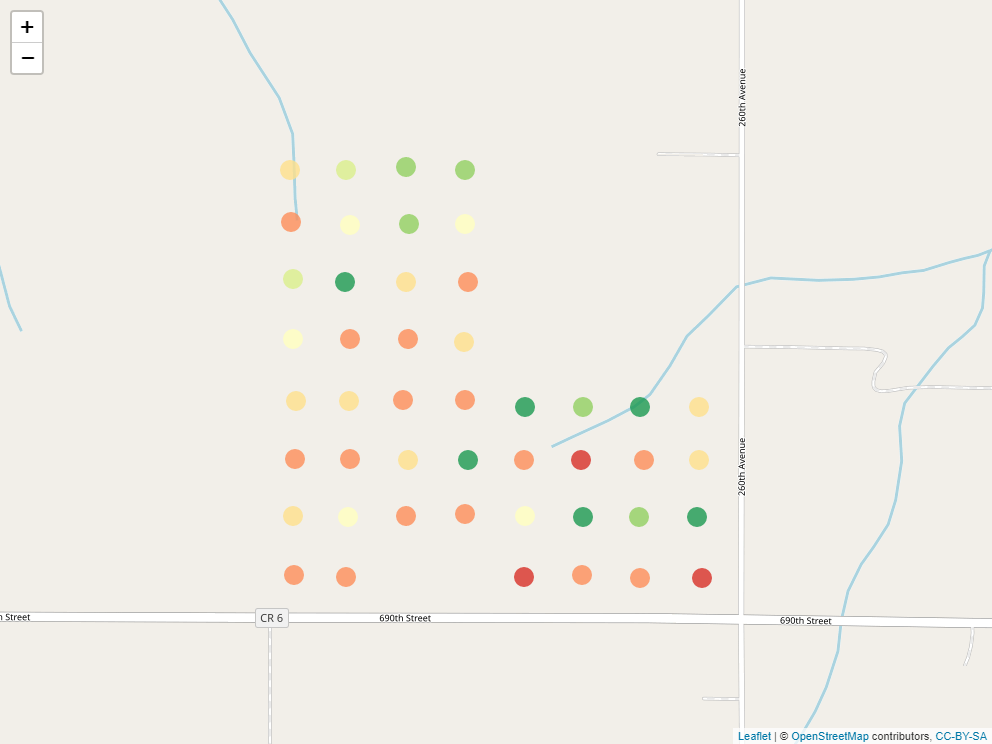 +
−
260th Avenue
260th Avenue
h Street
CR 6
690th Street
690th Street
Leaflet | © OpenStreetMap contributors, CC-BY-SA